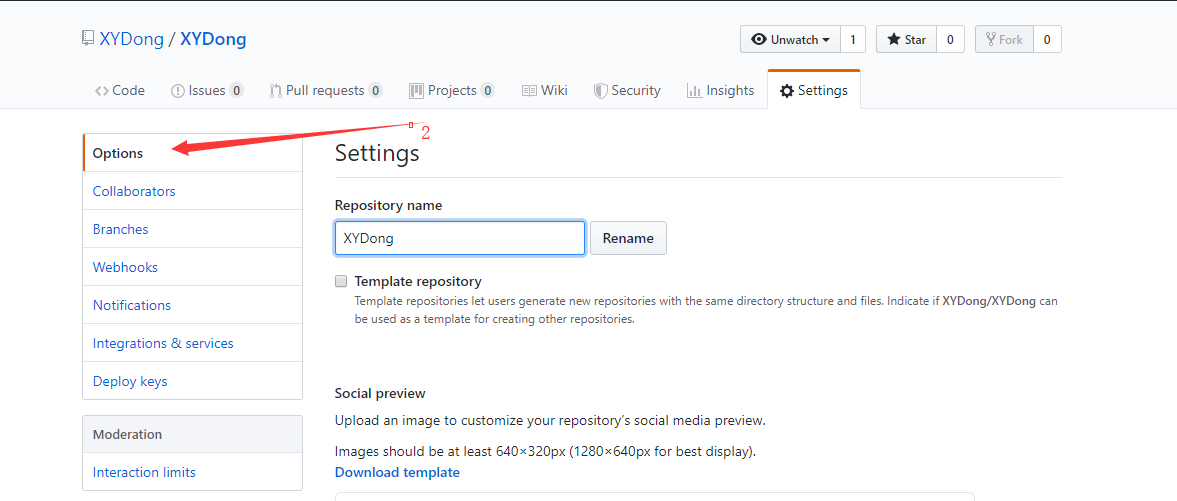 XYDong / XYDong
Unwatch 1 Star 0 Fork 0
Code Issues 0 Pull requests 0 Projects 0 Wiki Security Insights Settings
2
Options
Collaborators
Branches
Webhooks
Notifications
Integrations & services
Deploy keys
Moderation
Interaction limits
Settings
Repository name
XYDong Rename
Template repository
Template repositories let users generate new repositories with the same directory structure and files. Indicate if XYDong/XYDong can
be used as a template for creating other repositories.
Social preview
Upload an image to customize your repository's social media preview.
Images should be at least 640×320px (1280×640px for best display).
Download template